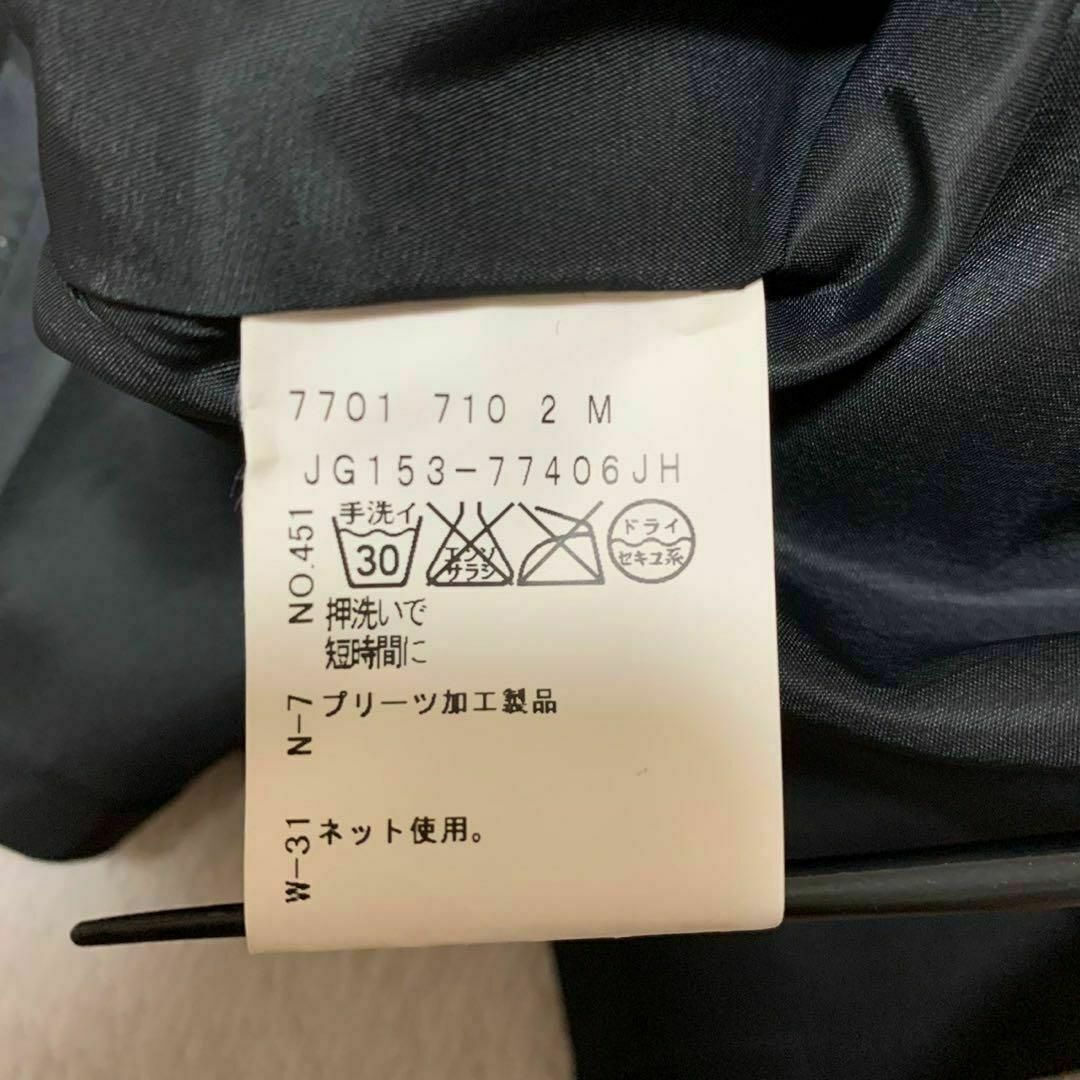 7701 710 2 M
JG153-77406JH
NO.451
手洗イ
30
エンソ
サラシ
ドライ
セキユ系
押洗いで
短時間に
N-7
プリーツ加工製品
W-31
ネット使用。